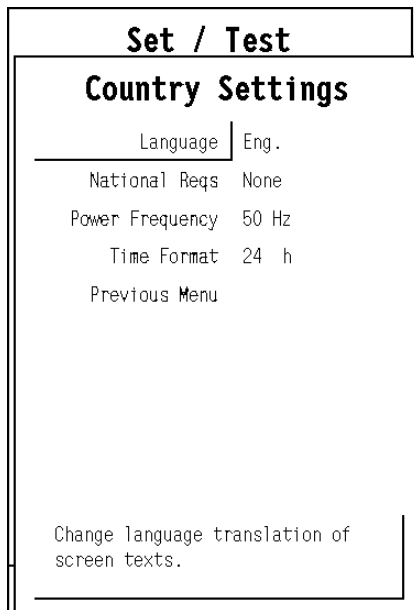 Set / Test
Country Settings
Language Eng.
National Reqs None
Power Frequency 50 Hz
Time Format 24 h
Previous Menu
Change language translation of
screen texts.